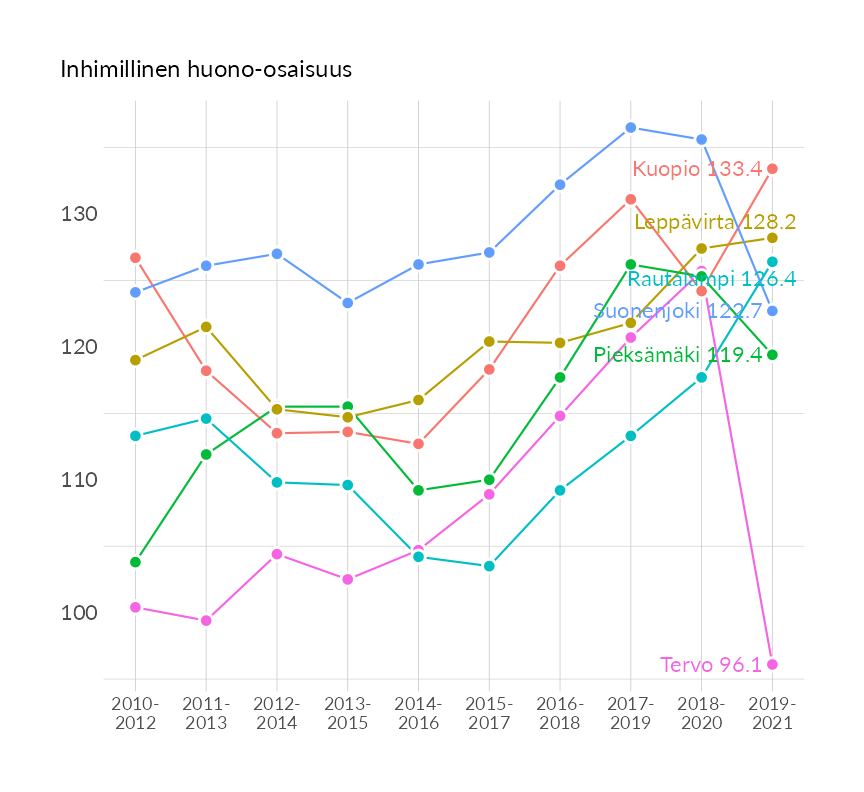 Inhimillinen huono-osaisuus
Kuopio 133.4
130
Leppävirta 128.2
Rautalampi 126.4
Suonenjoki 122.7
120
Pieksämäki 119.4
110
100
Tervo 96.1
2010- 2011- 2012- 2013- 2014- 2015- 2016- 2017- 2018- 2019-
2012 2013 2014 2015 2016 2017 2018 2019 2020 2021